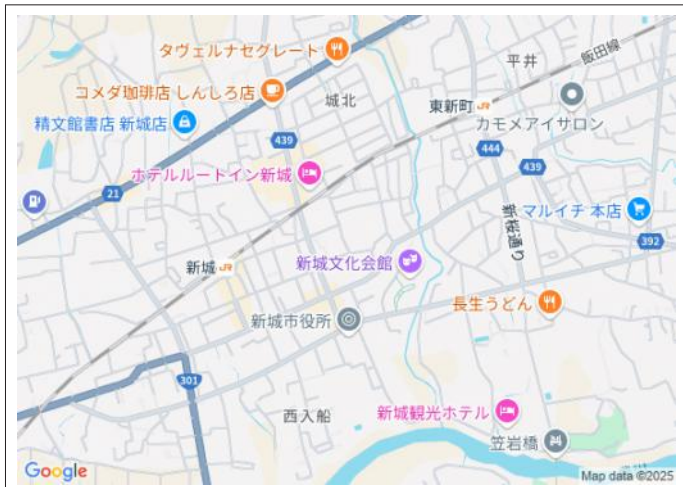 タヴェルナセグレート
平井
飯田線
コメダ珈琲店 しんしろ店
城北
東新町
JR
カモメアイサロン
精文館書店 新城店
439
444
439
ホテルルートイン新城
21
マルイチ 本店
新桜通り
392
新城
JR
新城文化会館
長生うどん
新城市役所
301
西入船
新城観光ホテル
笠岩橋
Google
Map data ©2025